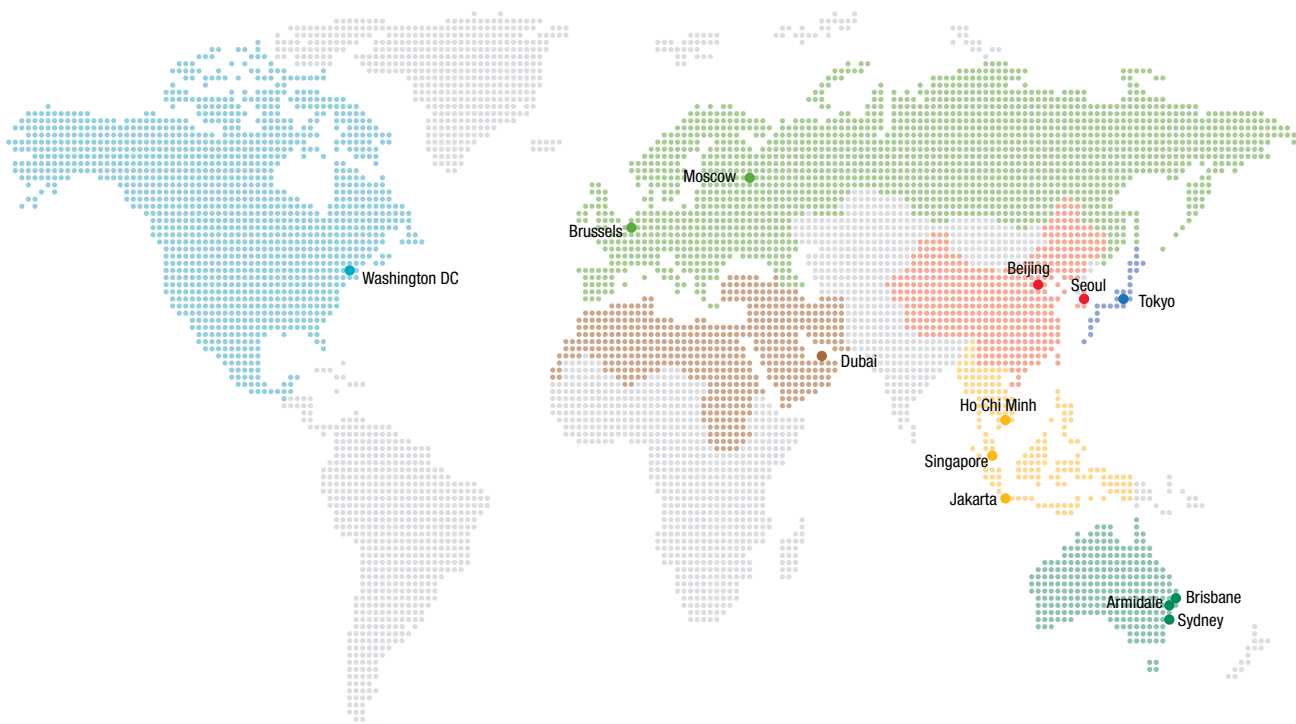 Moscow
Brussels
Washington DC
Beijing
Seoul
Tokyo
Dubai
Ho Chi Minh
Singapore
Jakarta
Brisbane
Armidale
Sydney